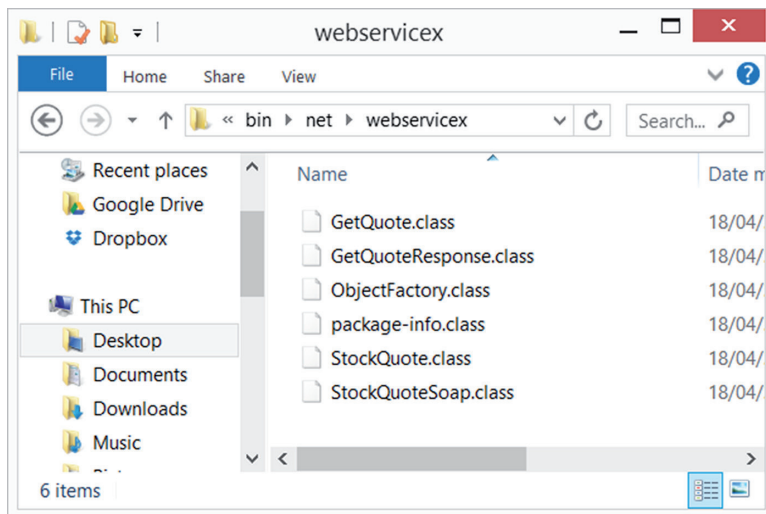 webservicex
File Home Share View
« bin net webservicex Search...
Recent places
Google Drive
Dropbox
This PC
Desktop
Documents
Downloads
Music
Name Date m
GetQuote.class 18/04/
GetQuoteResponse.class 18/04/
ObjectFactory.class 18/04/
package-info.class 18/04/
StockQuote.class 18/04/
StockQuoteSoap.class 18/04/
6 items